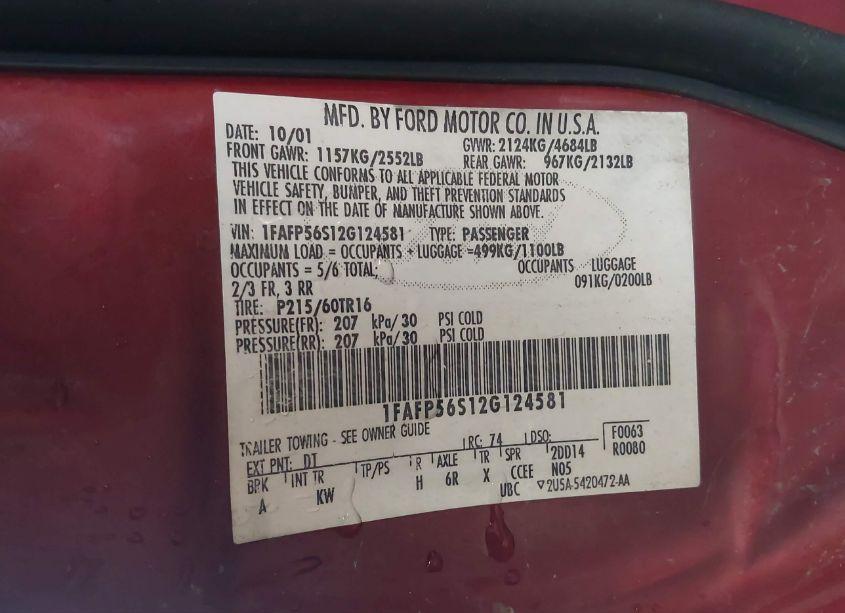 MFD. BY FORD MOTOR CO. IN U.S.A.
DATE: 10/01 GVWR: 2124KG/4684LB
FRONT GAWR: 1157KG/2552LB REAR GAWR: 967KG/2132LB
THIS VEHICLE CONFORMS TO ALL APPLICABLE FEDERAL MOTOR
VEHICLE SAFETY, BUMPER, AND THEFT PREVENTION STANDARDS
IN EFFECT ON THE DATE OF MANUFACTURE SHOWN ABOVE.
VIN: 1FAFP56S12G124581 TYPE: PASSENGER
MAXIMUM LOAD = OCCUPANTS + LUGGAGE =499KG/1100LB
OCCUPANTS = 5/6 TOTAL: OCCUPANTS LUGGAGE
2/3 FR, 3 RR 091KG/0200LB
TIRE: P215/60TR16
PRESSURE(FR): 207 kPa/30 PSI COLD
PRESSURE(RR): 207 kPa/30 PSI COLD
1FAFP56S12G124581
TRAILER TOWING - SEE OWNER GUIDE
EXT PNT: DT RC: 74 DSO: F0063
BRK INT TR TP/PS R AXLE TR SPR 2DD14 R0080
A KW H 6R X CCEE N05
UBC ▽2U5A-5420472-AA